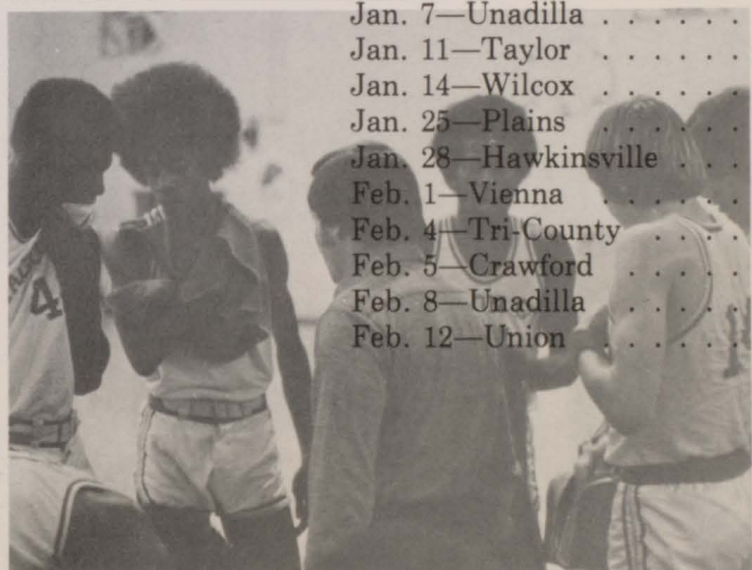 Jan. 7—Unadilla . . . . . .
Jan. 11—Taylor . . . . . .
Jan. 14—Wilcox . . . . . .
Jan. 25—Plains . . . . . .
Jan. 28—Hawkinsville . . .
Feb. 1—Vienna . . . . . .
Feb. 4—Tri-County . . . .
Feb. 5—Crawford . . . . .
Feb. 8—Unadilla . . . . .
Feb. 12—Union . . . . . .
4